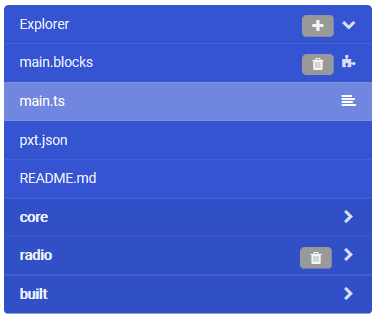 Explorer
main.blocks
main.ts
pxt.json
README.md
core
radio
built